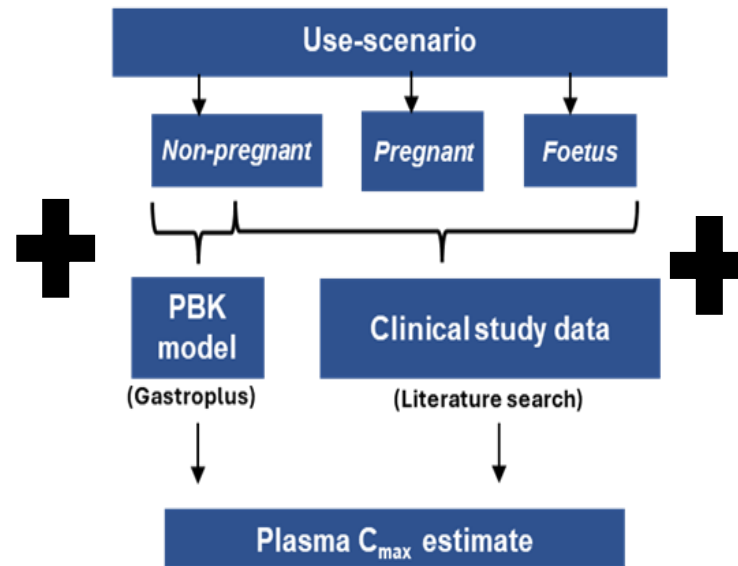 Use-scenario
Non-pregnant
Pregnant
Foetus
PBK
model
Clinical study data
(Gastroplus)
(Literature search)
Plasma Cmax estimate